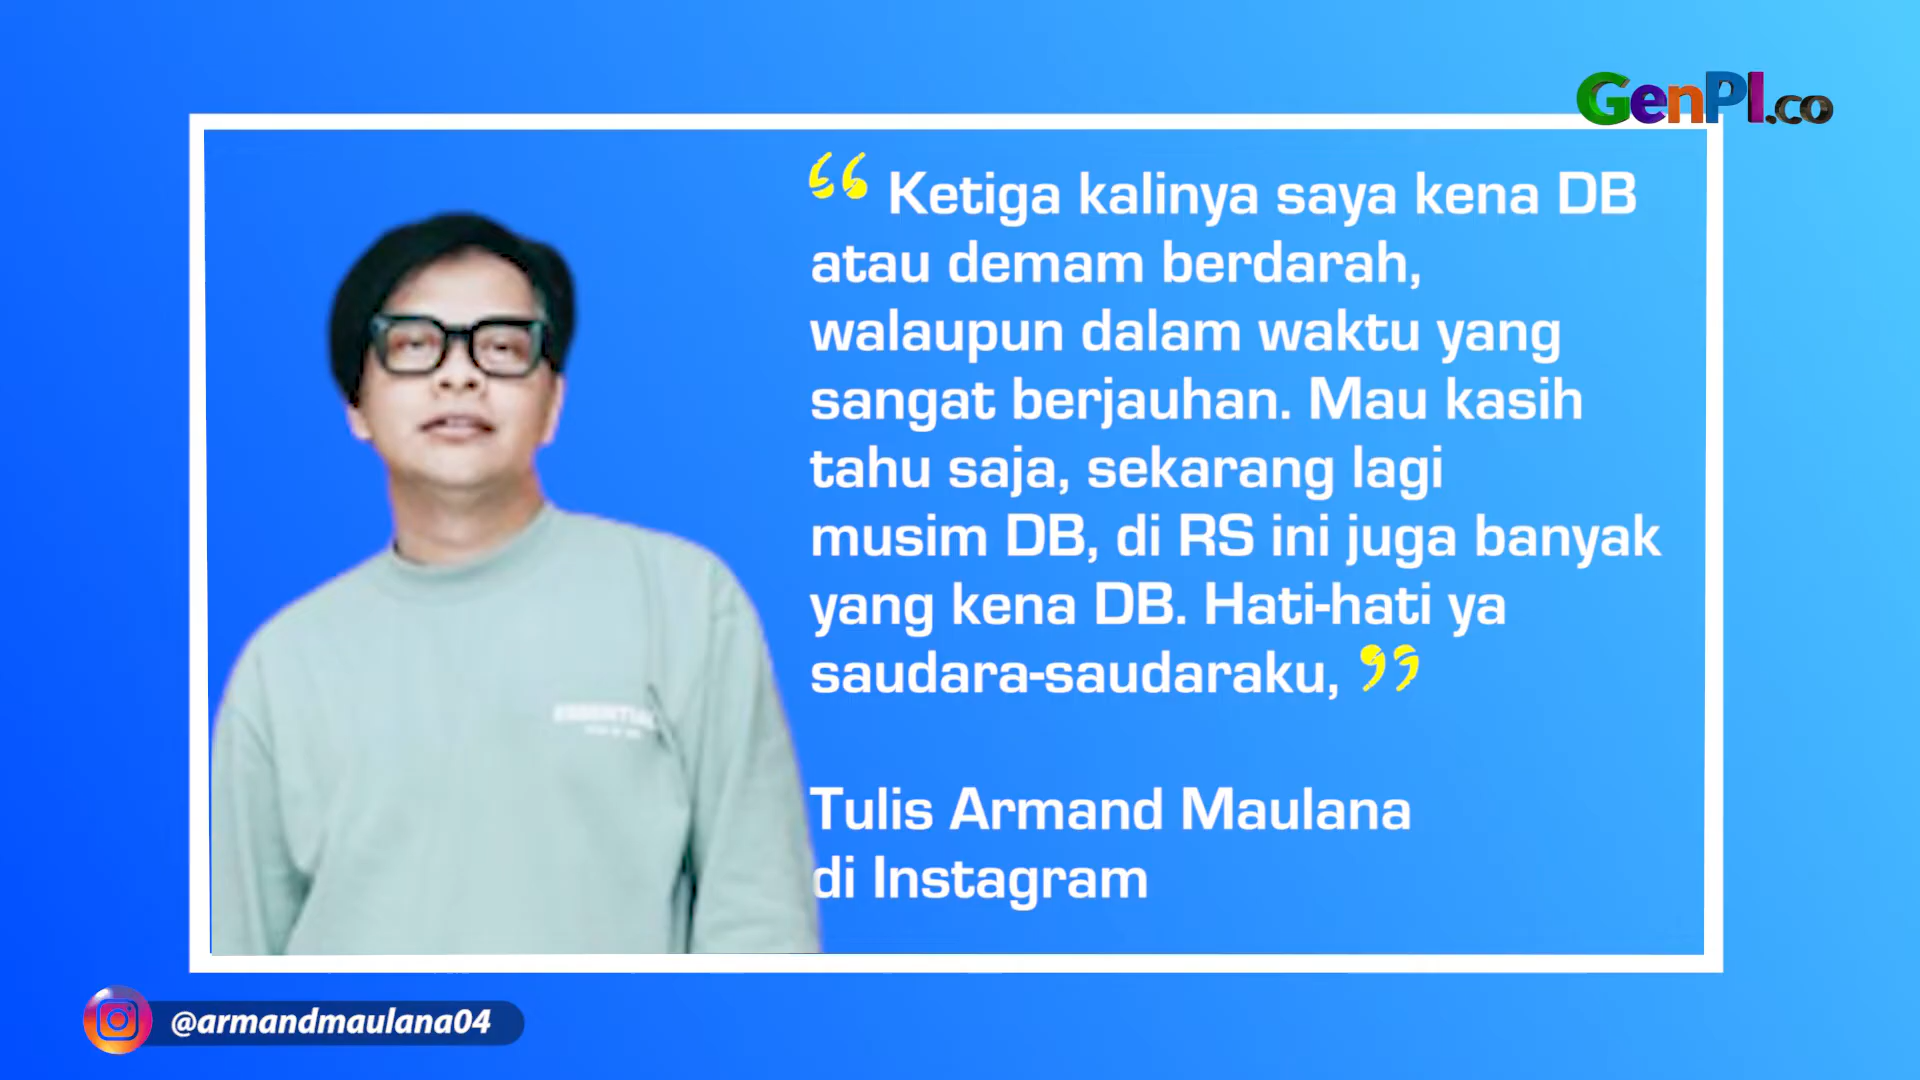 GenPI.co
“ Ketiga kalinya saya kena DB
atau demam berdarah,
walaupun dalam waktu yang
sangat berjauhan. Mau kasih
tahu saja, sekarang lagi
musim DB, di RS ini juga banyak
yang kena DB. Hati-hati ya
saudara-saudaraku, ”
Tulis Armand Maulana
di Instagram
@armandmaulana04